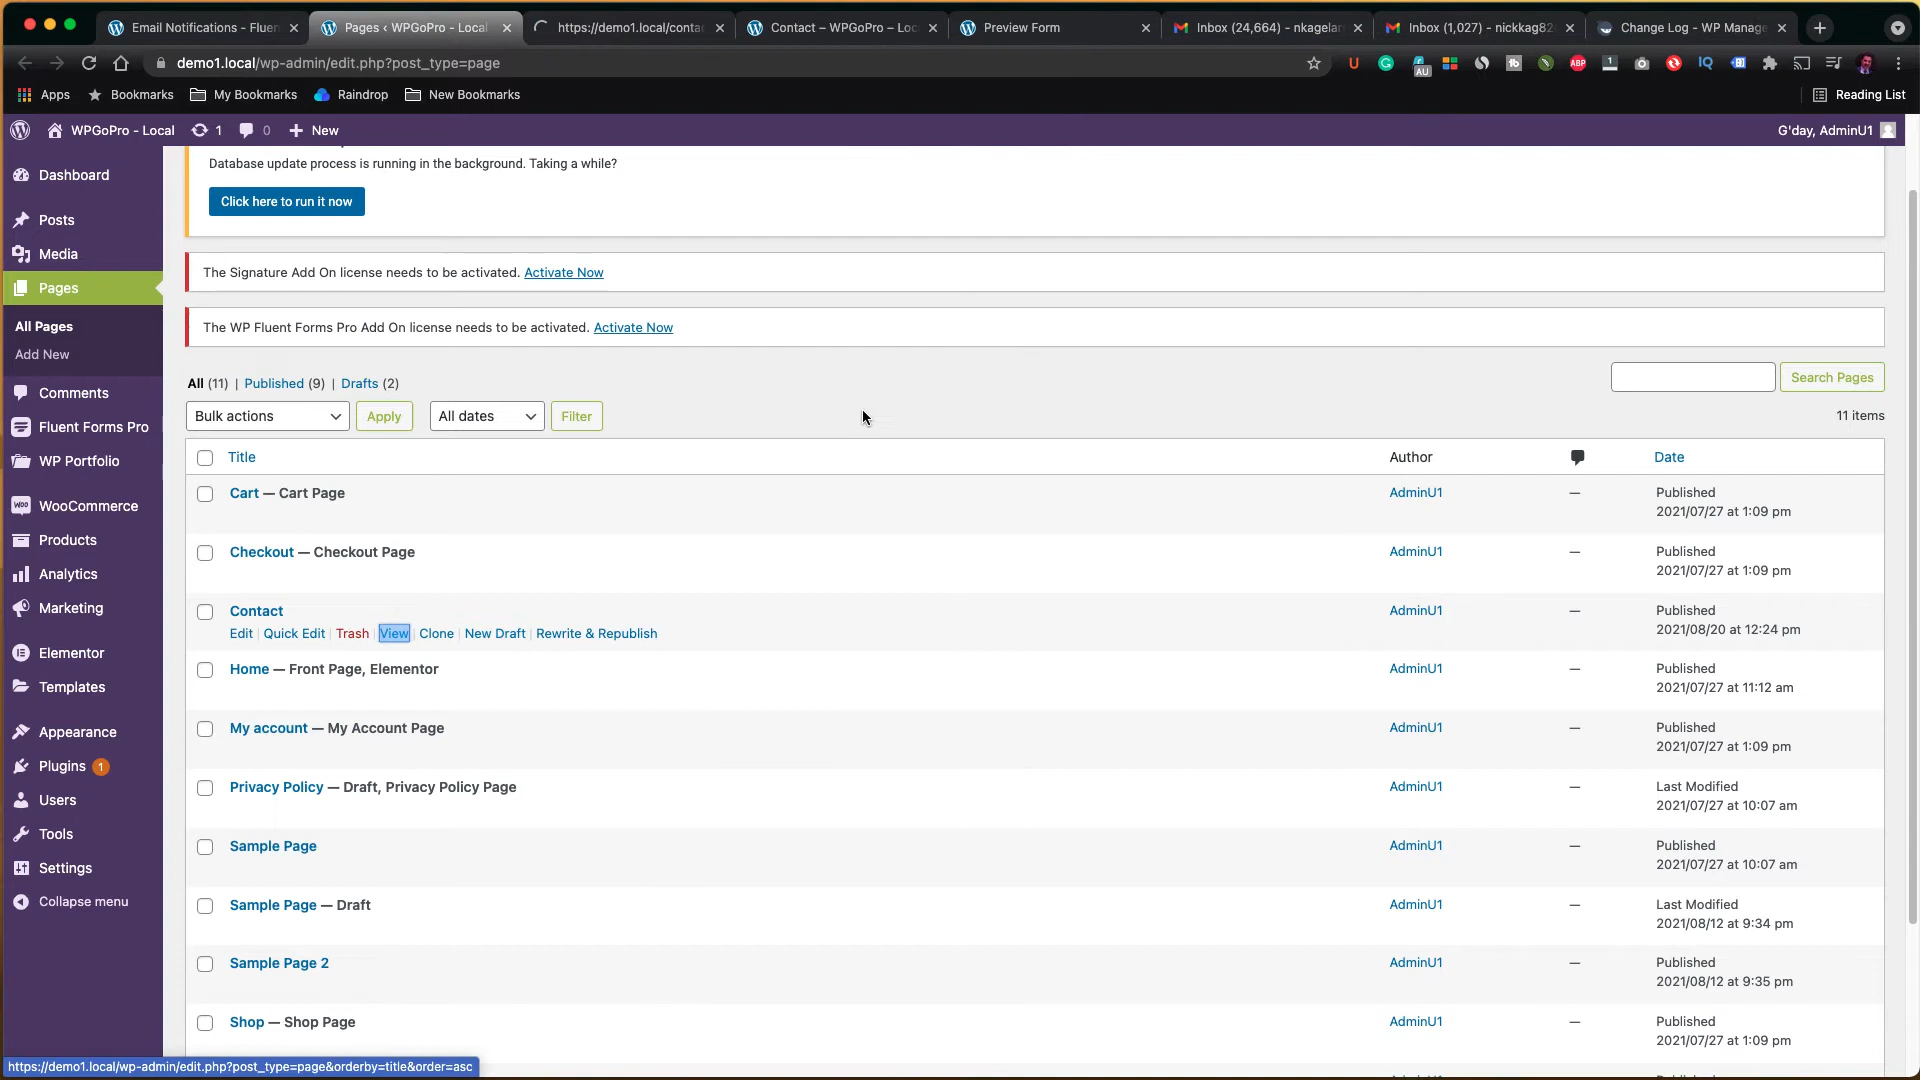 Email Notifications - Fluen
Pages ‹ WPGoPro - Local
https://demo1.local/conta
Contact – WPGoPro – Loc
Preview Form
Inbox (24,664) - nkagelar
Inbox (1,027) - nickkag82
Change Log - WP Manage
demo1.local/wp-admin/edit.php?post_type=page
AU
ABP
1
IQ
Apps
Bookmarks
My Bookmarks
Raindrop
New Bookmarks
Reading List
WPGoPro - Local
1
0
New
G'day, AdminU1
Dashboard
Posts
Media
Pages
All Pages
Add New
Comments
Fluent Forms Pro
WP Portfolio
WooCommerce
Products
Analytics
Marketing
Elementor
Templates
Appearance
Plugins 1
Users
Tools
Settings
Collapse menu
Database update process is running in the background. Taking a while?
Click here to run it now
The Signature Add On license needs to be activated. Activate Now
The WP Fluent Forms Pro Add On license needs to be activated. Activate Now
All (11) | Published (9) | Drafts (2)
Search Pages
Bulk actions
Apply
All dates
Filter
11 items
Title
Author
Date
Cart — Cart Page
AdminU1
—
Published
2021/07/27 at 1:09 pm
Checkout — Checkout Page
AdminU1
—
Published
2021/07/27 at 1:09 pm
Contact
Edit | Quick Edit | Trash | View | Clone | New Draft | Rewrite & Republish
AdminU1
—
Published
2021/08/20 at 12:24 pm
Home — Front Page, Elementor
AdminU1
—
Published
2021/07/27 at 11:12 am
My account — My Account Page
AdminU1
—
Published
2021/07/27 at 1:09 pm
Privacy Policy — Draft, Privacy Policy Page
AdminU1
—
Last Modified
2021/07/27 at 10:07 am
Sample Page
AdminU1
—
Published
2021/07/27 at 10:07 am
Sample Page — Draft
AdminU1
—
Last Modified
2021/08/12 at 9:34 pm
Sample Page 2
AdminU1
—
Published
2021/08/12 at 9:35 pm
Shop — Shop Page
AdminU1
—
Published
2021/07/27 at 1:09 pm
https://demo1.local/wp-admin/edit.php?post_type=page&orderby=title&order=asc